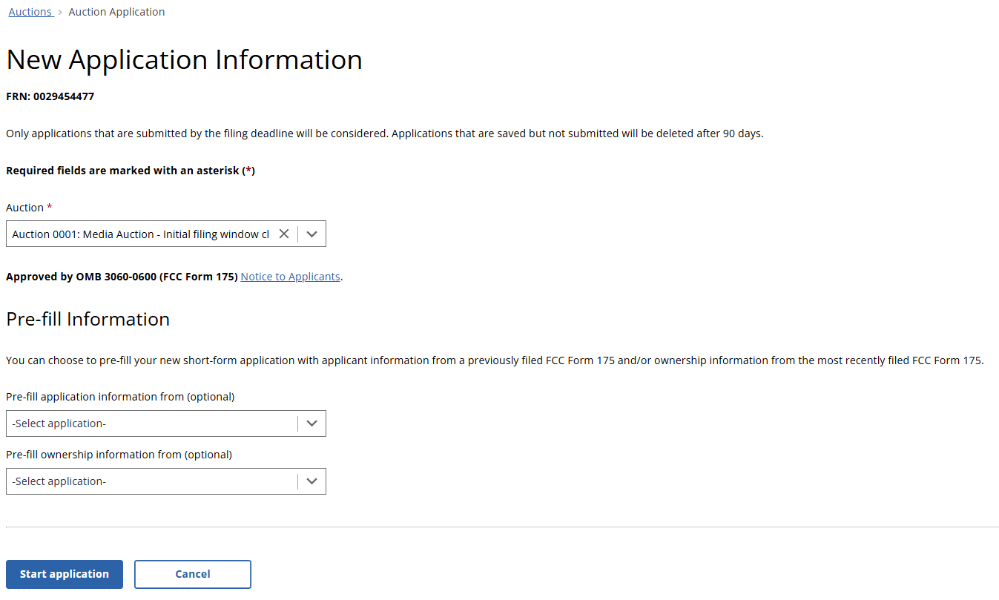 Auctions > Auction Application
New Application Information
FRN: 0029454477
Only applications that are submitted by the filing deadline will be considered. Applications that are saved but not submitted will be deleted after 90 days.
Required fields are marked with an asterisk (*)
Auction *
Auction 0001: Media Auction - Initial filing window cl
Approved by OMB 3060-0600 (FCC Form 175) Notice to Applicants.
Pre-fill Information
You can choose to pre-fill your new short-form application with applicant information from a previously filed FCC Form 175 and/or ownership information from the most recently filed FCC Form 175.
Pre-fill application information from (optional)
-Select application-
Pre-fill ownership information from (optional)
-Select application-
Start application Cancel